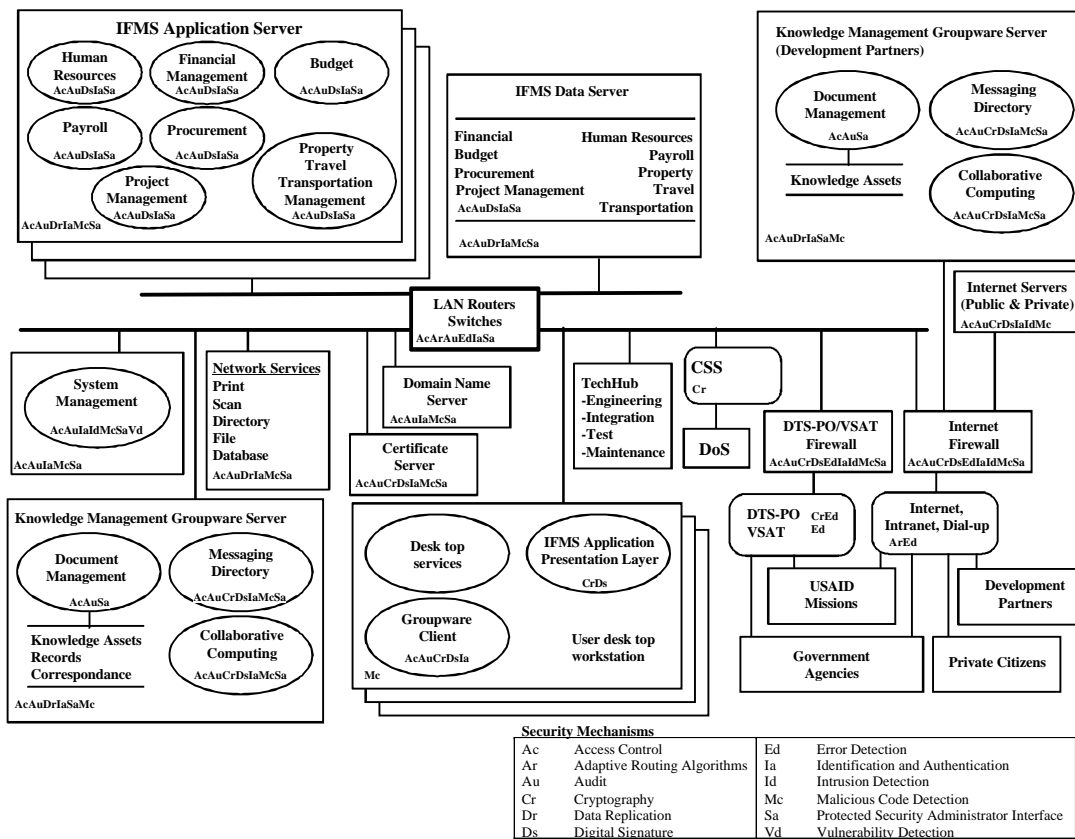 IFMS Application Server
Human
Resources
AcAuDsIaSa
Financial
Management
AcAuDsIaSa
Budget
AcAuDsIaSa
Payroll
AcAuDsIaSa
Procurement
AcAuDsIaSa
Property
Travel
Transportation
Management
AcAuDsIaSa
Project
Management
AcAuDsIaSa
AcAuDrIaMcSa
IFMS Data Server
Financial
Budget
Procurement
Project Management
AcAuDsIaSa
Human Resources
Payroll
Property
Travel
Transportation
AcAuDrIaMcSa
Knowledge Management Groupware Server
(Development Partners)
Document
Management
AcAuSa
Knowledge Assets
Messaging
Directory
AcAuCrDsIaMcSa
Collaborative
Computing
AcAuCrDsIaMcSa
AcAuDrIaSaMc
LAN Routers
Switches
AcArAuEdIaSa
Internet Servers
(Public & Private)
AcAuCrDsIaIdMc
System
Management
AcAuIaIdMcSaVd
AcAuIaMcSa
Network Services
Print
Scan
Directory
File
Database
AcAuDrIaMcSa
Domain Name
Server
AcAuIaMcSa
Certificate
Server
AcAuCrDsIaMcSa
TechHub
-Engineering
-Integration
-Test
-Maintenance
CSS
Cr
DoS
DTS-PO/VSAT
Firewall
AcAuCrDsEdIaIdMcSa
Internet
Firewall
AcAuCrDsEdIaIdMcSa
DTS-PO CrEd
VSAT Ed
Internet,
Intranet, Dial-up
ArEd
USAID
Missions
Development
Partners
Government
Agencies
Private Citizens
Knowledge Management Groupware Server
Document
Management
AcAuSa
Knowledge Assets
Records
Correspondance
Messaging
Directory
AcAuCrDsIaMcSa
Collaborative
Computing
AcAuCrDsIaMcSa
AcAuDrIaSaMc
Desk top
services
IFMS Application
Presentation Layer
CrDs
Groupware
Client
AcAuCrDsIa
User desk top
workstation
Mc
Security Mechanisms
Ac Access Control
Ar Adaptive Routing Algorithms
Au Audit
Cr Cryptography
Dr Data Replication
Ds Digital Signature
Ed Error Detection
Ia Identification and Authentication
Id Intrusion Detection
Mc Malicious Code Detection
Sa Protected Security Administrator Interface
Vd Vulnerability Detection